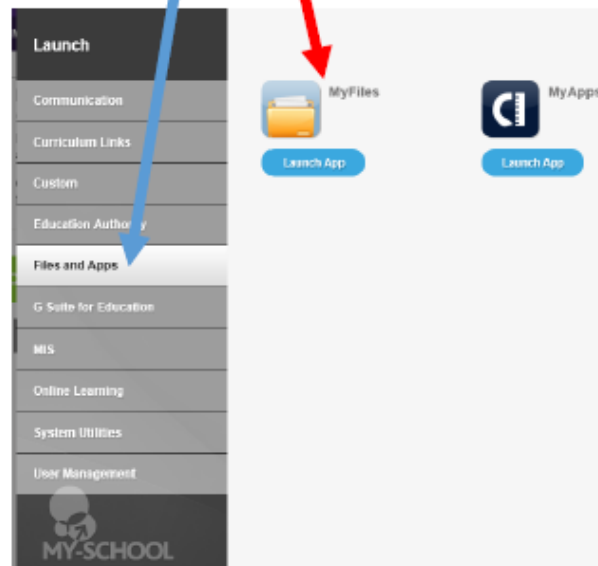 Launch
Communication
Curriculum Links
Custom
Education Authority
Files and Apps
G Suite for Education
MIS
Online Learning
System Utilities
User Management
MY-SCHOOL
MyFiles
Launch App
MyApps
Launch App